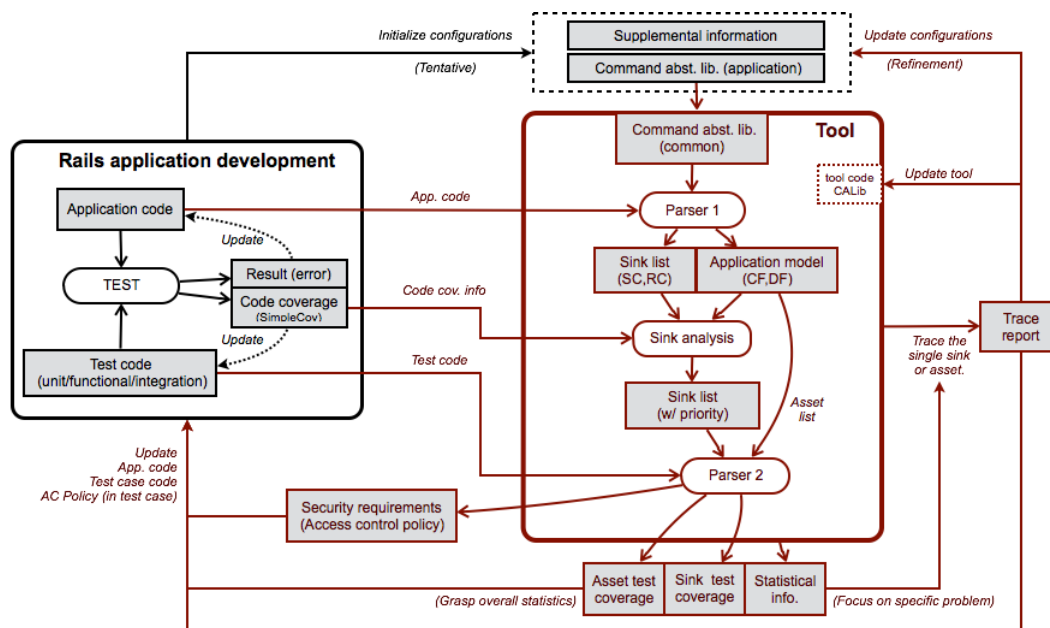 Initialize configurations
(Tentative)
Supplemental information
Command abst. lib. (application)
Update configurations
(Refinement)
Rails application development
Application code
Update
TEST
Result (error)
Code coverage
(SimpleCov)
Update
Test code
(unit/functional/integration)
App. code
Code cov. info
Test code
Tool
Command abst. lib.
(common)
Parser 1
tool code
CALib
Update tool
Sink list
(SC,RC)
Application model
(CF,DF)
Sink analysis
Sink list
(w/ priority)
Asset
list
Parser 2
Trace
report
Trace the
single sink
or asset.
Update
App. code
Test case code
AC Policy (in test case)
Security requirements
(Access control policy)
Asset test
coverage
Sink test
coverage
Statistical
info.
(Grasp overall statistics)
(Focus on specific problem)